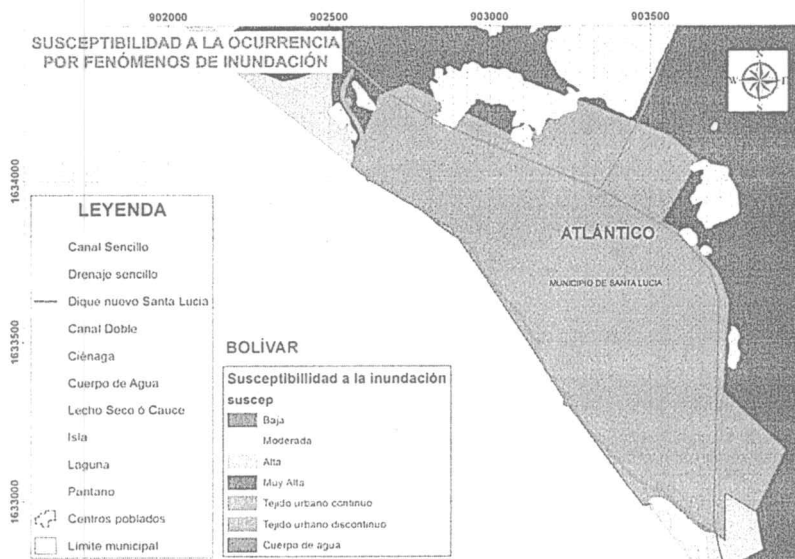 902000
902500
903000
903500
SUSCEPTIBILIDAD A LA OCURRENCIA
POR FENÓMENOS DE INUNDACIÓN
S
W
E
S
1634000
1633500
1633000
LEYENDA
Canal Sencillo
Drenaje sencillo
Dique nuevo Santa Lucia
Canal Doble
Ciénaga
Cuerpo de Agua
Lecho Seco ó Cauce
Isla
Laguna
Pantano
Centros poblados
Límite municipal
ATLÁNTICO
MUNICIPIO DE SANTA LUCIA
BOLÍVAR
Susceptibillidad a la inundación
suscep
Baja
Moderada
Alta
Muy Alta
Tejido urbano continuo
Tejido urbano discontinuo
Cuerpo de agua